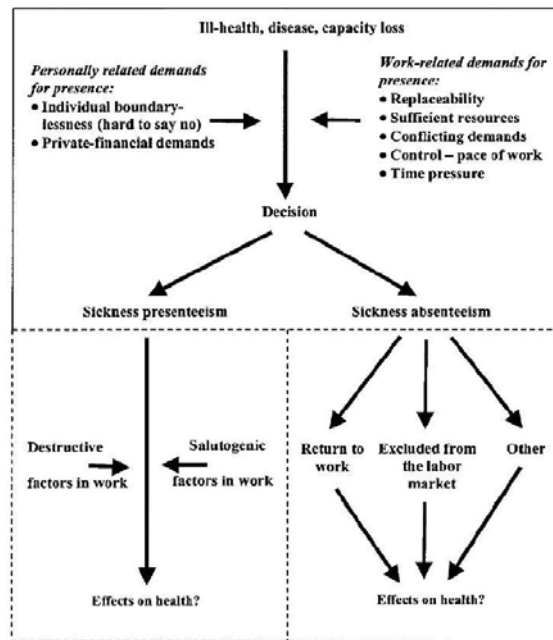 Ill-health, disease, capacity loss
Personally related demands
for presence:
• Individual boundary-
lessness (hard to say no)
• Private-financial demands
Work-related demands for
presence:
• Replaceability
• Sufficient resources
• Conflicting demands
• Control – pace of work
• Time pressure
Decision
Sickness presenteeism
Sickness absenteeism
Destructive
factors in work
Salutogenic
factors in work
Return to
work
Excluded from
the labor
market
Other
Effects on health?
Effects on health?